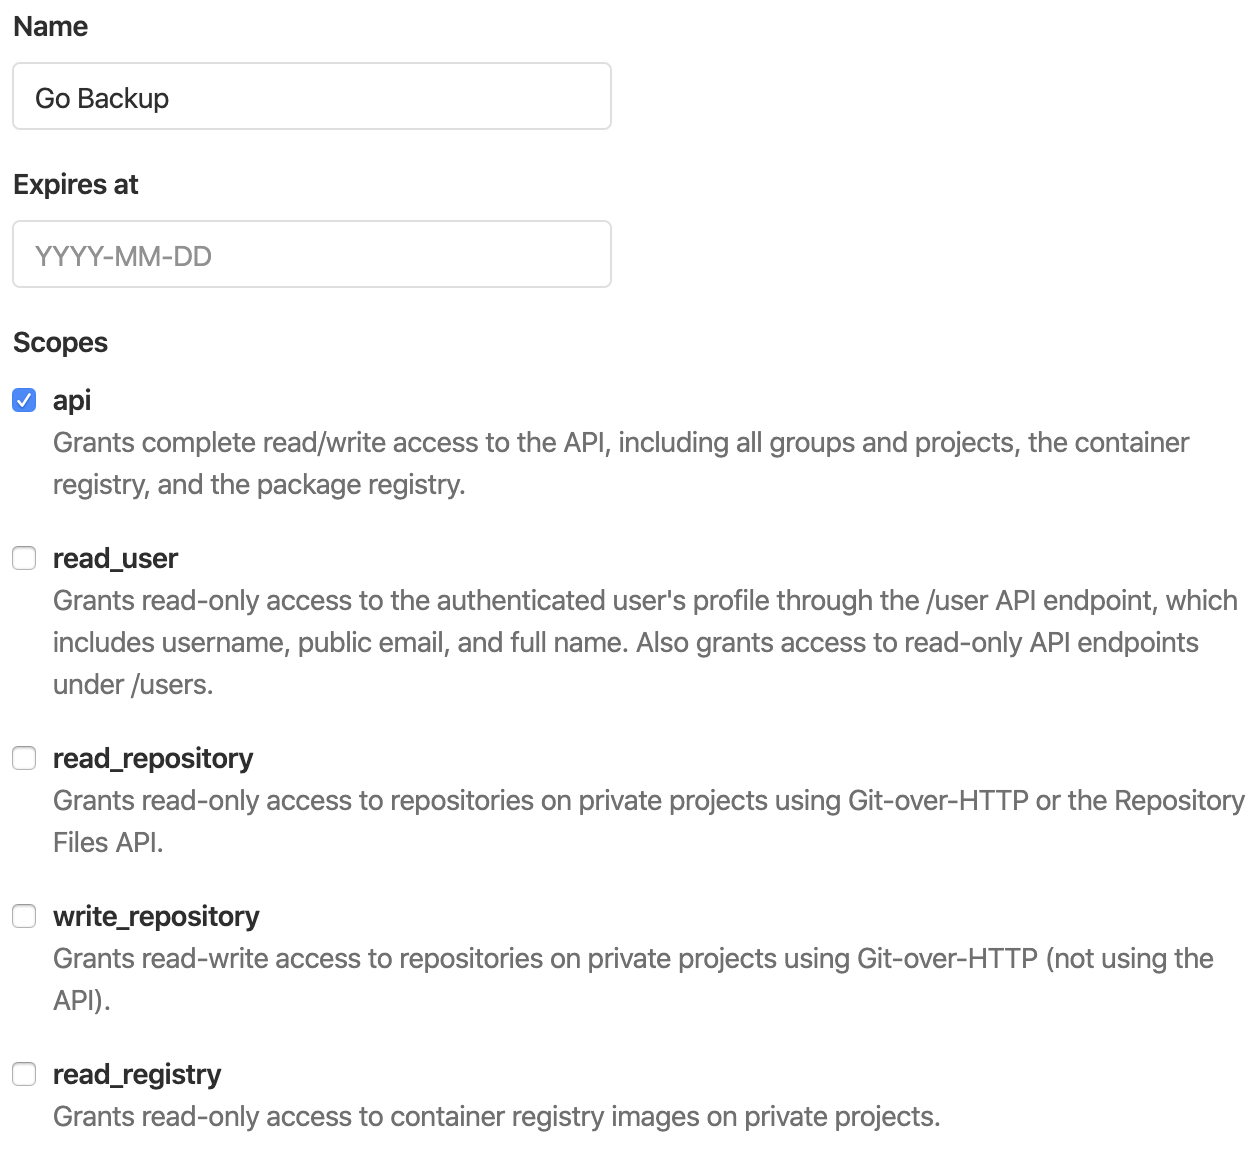 Name
Go Backup
Expires at
YYYY-MM-DD
Scopes
api
Grants complete read/write access to the API, including all groups and projects, the container
registry, and the package registry.
read_user
Grants read-only access to the authenticated user's profile through the /user API endpoint, which
includes username, public email, and full name. Also grants access to read-only API endpoints
under /users.
read_repository
Grants read-only access to repositories on private projects using Git-over-HTTP or the Repository
Files API.
write_repository
Grants read-write access to repositories on private projects using Git-over-HTTP (not using the
API).
read_registry
Grants read-only access to container registry images on private projects.